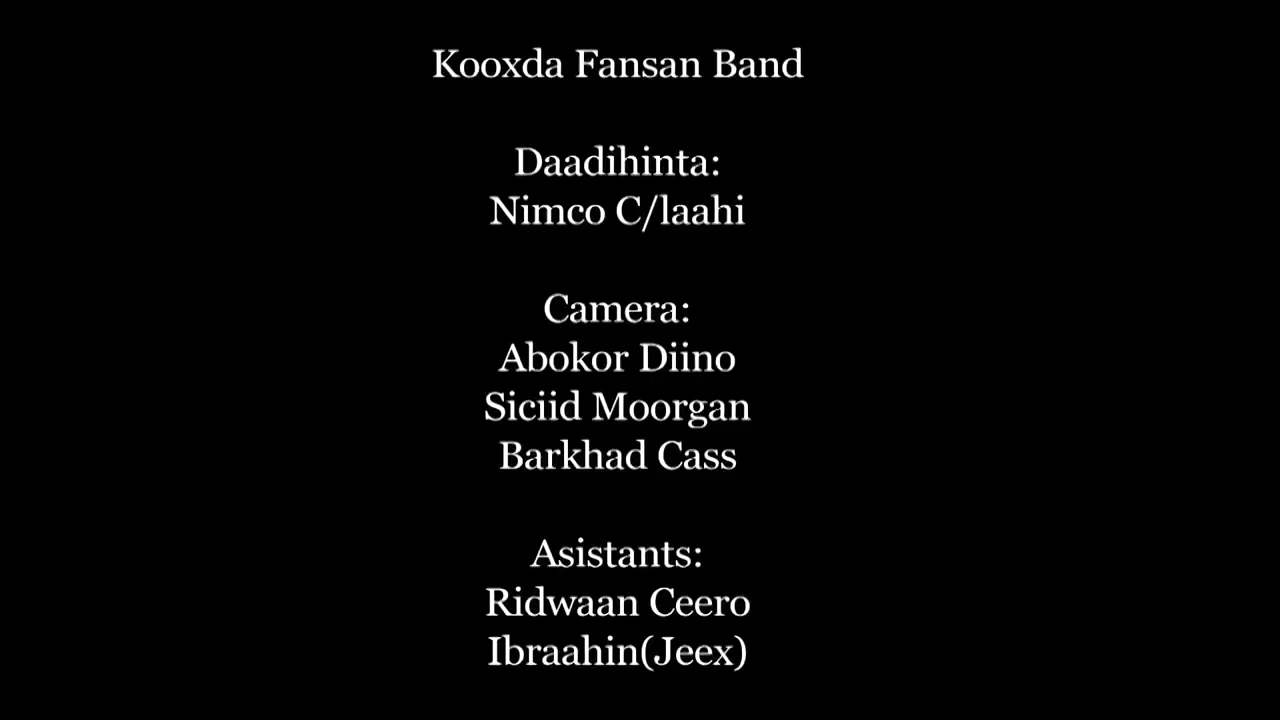 Kooxda Fansan Band
Daadihinta:
Nimco C/laahi
Camera:
Abokor Diino
Siciid Moorgan
Barkhad Cass
Asistants:
Ridwaan Ceero
Ibraahin(Jeex)